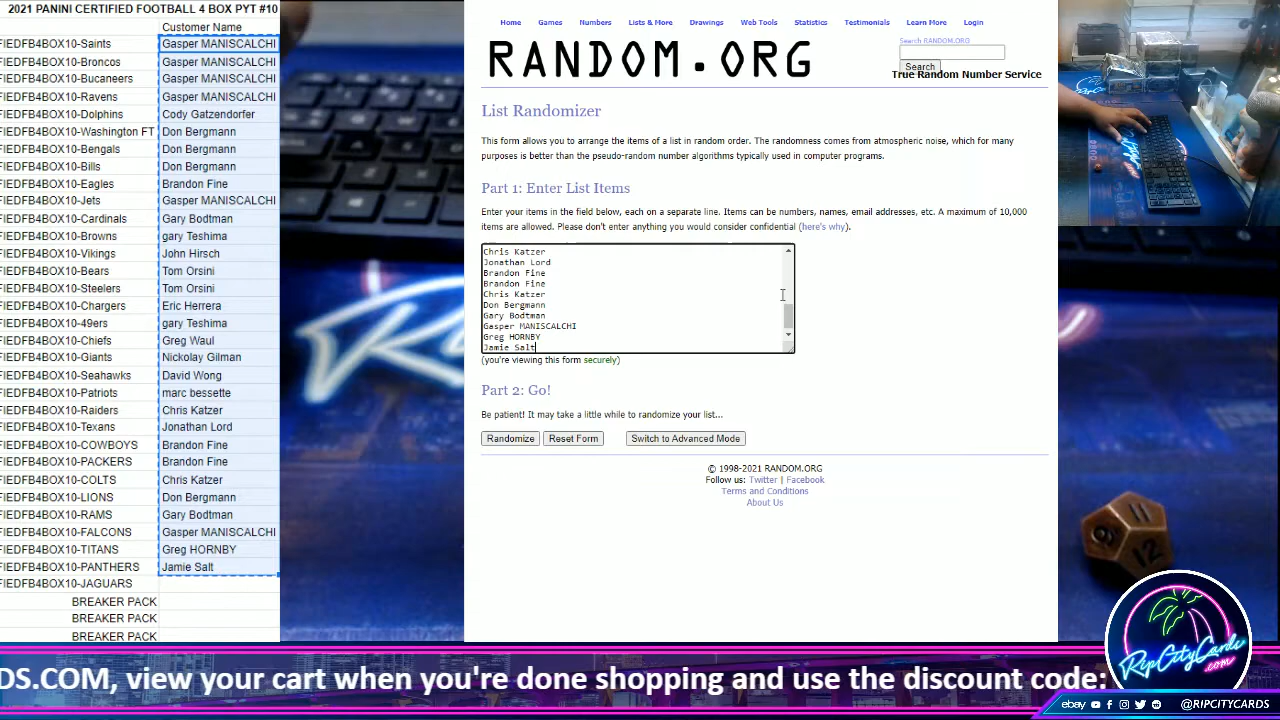 2021 PANINI CERTIFIED FOOTBALL 4 BOX PYT #10
Customer Name
FIEDFB4BOX10-Saints Gasper MANISCALCHI
FIEDFB4BOX10-Broncos Gasper MANISCALCHI
FIEDFB4BOX10-Buccneers Gasper MANISCALCHI
FIEDFB4BOX10-Ravens Gasper MANISCALCHI
FIEDFB4BOX10-Dolphins Cody Gatzendorfer
FIEDFB4BOX10-Washington FT Don Bergmann
FIEDFB4BOX10-Bengals Don Bergmann
FIEDFB4BOX10-Bills Don Bergmann
FIEDFB4BOX10-Eagles Brandon Fine
FIEDFB4BOX10-Jets Gasper MANISCALCHI
FIEDFB4BOX10-Cardinals Gary Bodtman
FIEDFB4BOX10-Browns gary Teshima
FIEDFB4BOX10-Vikings John Hirsch
FIEDFB4BOX10-Bears Tom Orsini
FIEDFB4BOX10-Steelers Tom Orsini
FIEDFB4BOX10-Chargers Eric Herrera
FIEDFB4BOX10-49ers gary Teshima
FIEDFB4BOX10-Chiefs Greg Waul
FIEDFB4BOX10-Giants Nickolay Gilman
FIEDFB4BOX10-Seahawks David Wong
FIEDFB4BOX10-Patriots marc bessette
FIEDFB4BOX10-Raiders Chris Katzer
FIEDFB4BOX10-Texans Jonathan Lord
FIEDFB4BOX10-COWBOYS Brandon Fine
FIEDFB4BOX10-PACKERS Brandon Fine
FIEDFB4BOX10-COLTS Chris Katzer
FIEDFB4BOX10-LIONS Don Bergmann
FIEDFB4BOX10-RAMS Gary Bodtman
FIEDFB4BOX10-FALCONS Gasper MANISCALCHI
FIEDFB4BOX10-TITANS Greg HORNBY
FIEDFB4BOX10-PANTHERS Jamie Salt
FIEDFB4BOX10-JAGUARS
BREAKER PACK
BREAKER PACK
BREAKER PACK
Home Games Numbers Lists & More Drawings Web Tools Statistics Testimonials Learn More Login
RANDOM.ORG
Search RANDOM.ORG
Search
True Random Number Service
List Randomizer
This form allows you to arrange the items of a list in random order. The randomness comes from atmospheric noise, which for many
purposes is better than the pseudo-random number algorithms typically used in computer programs.
Part 1: Enter List Items
Enter your items in the field below, each on a separate line. Items can be numbers, names, email addresses, etc. A maximum of 10,000
items are allowed. Please don't enter anything you would consider confidential (here's why).
Chris Katzer
Jonathan Lord
Brandon Fine
Brandon Fine
Chris Katzer
Don Bergmann
Gary Bodtman
Gasper MANISCALCHI
Greg HORNBY
Jamie Salt
(you're viewing this form securely)
Part 2: Go!
Be patient! It may take a little while to randomize your list...
Randomize Reset Form Switch to Advanced Mode
© 1998-2021 RANDOM.ORG
Follow us: Twitter | Facebook
Terms and Conditions
About Us
9 11 12
RipCityCards
.com
DS.COM, view your cart when you're done shopping and use the discount code:
ebay @RIPCITYCARDS